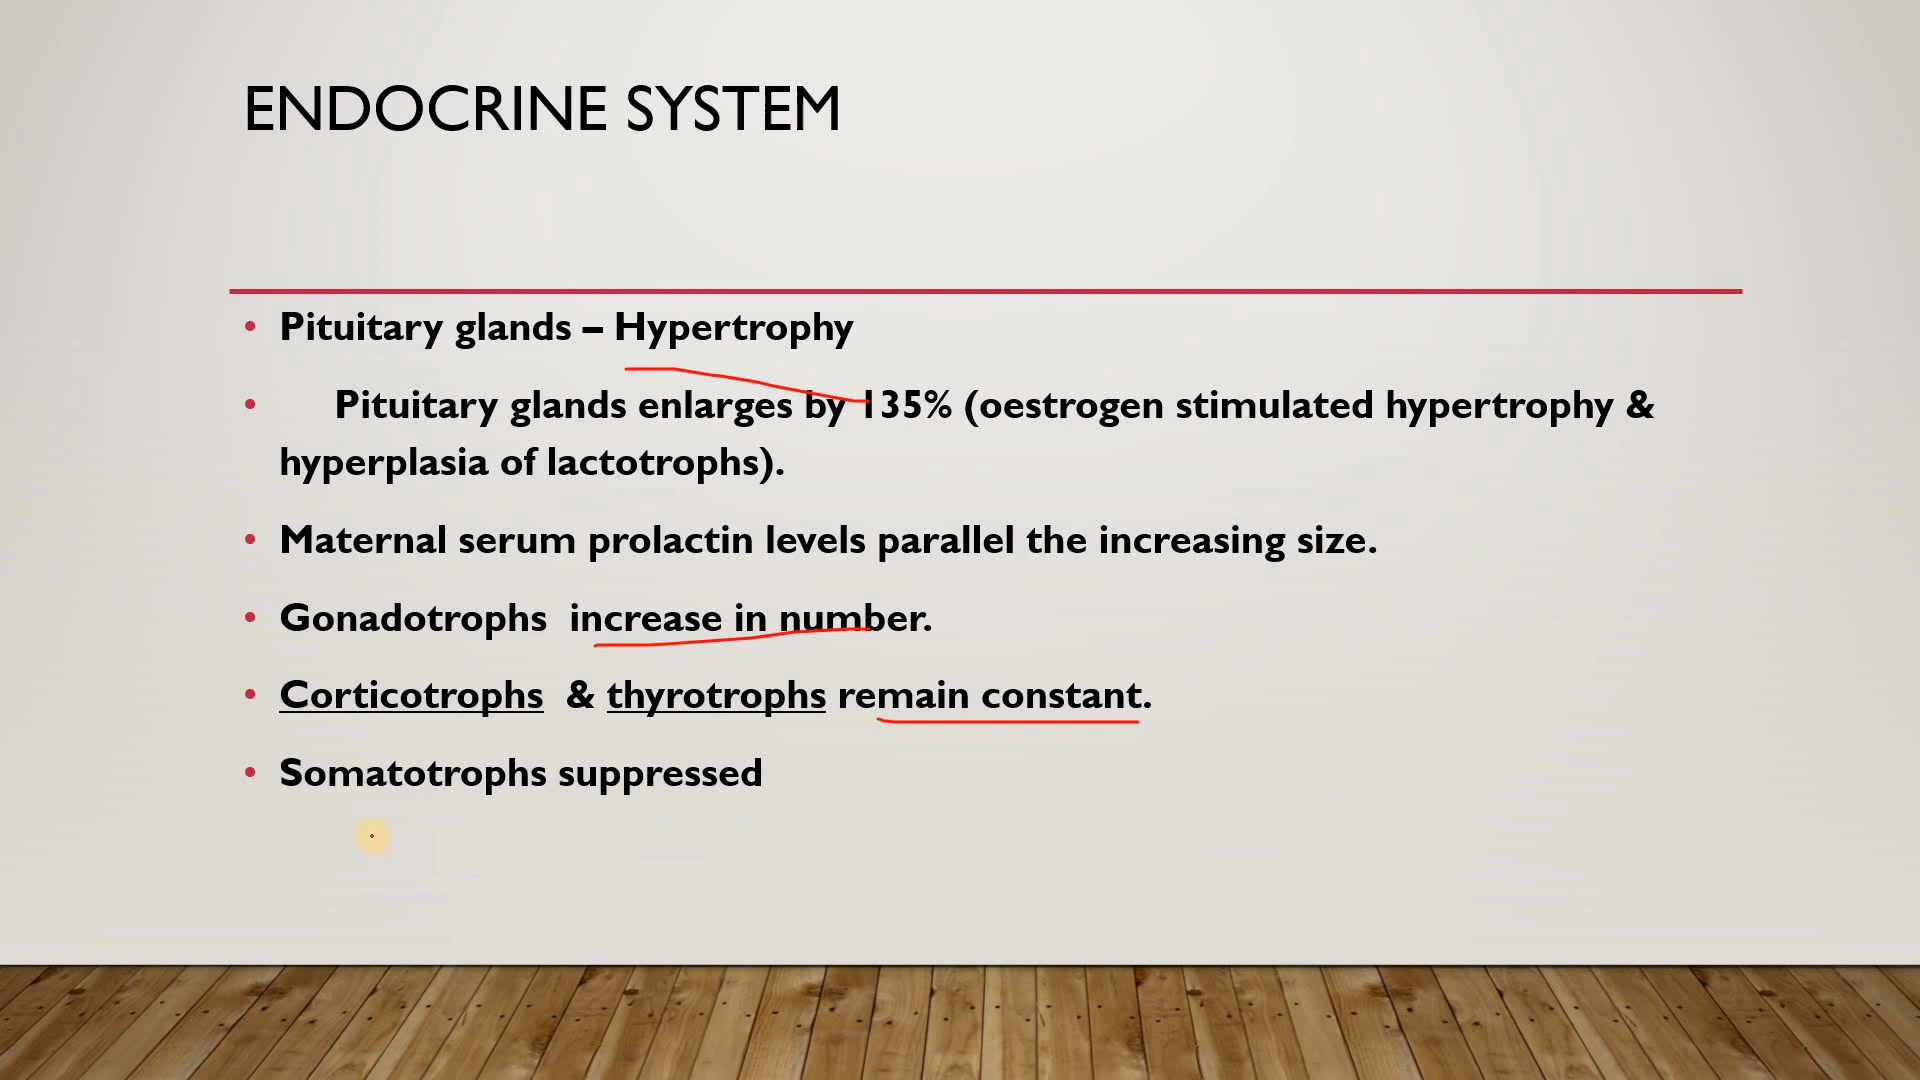 ENDOCRINE SYSTEM
• Pituitary glands – Hypertrophy
• Pituitary glands enlarges by 135% (oestrogen stimulated hypertrophy &
hyperplasia of lactotrophs).
• Maternal serum prolactin levels parallel the increasing size.
• Gonadotrophs increase in number.
• Corticotrophs & thyrotrophs remain constant.
• Somatotrophs suppressed